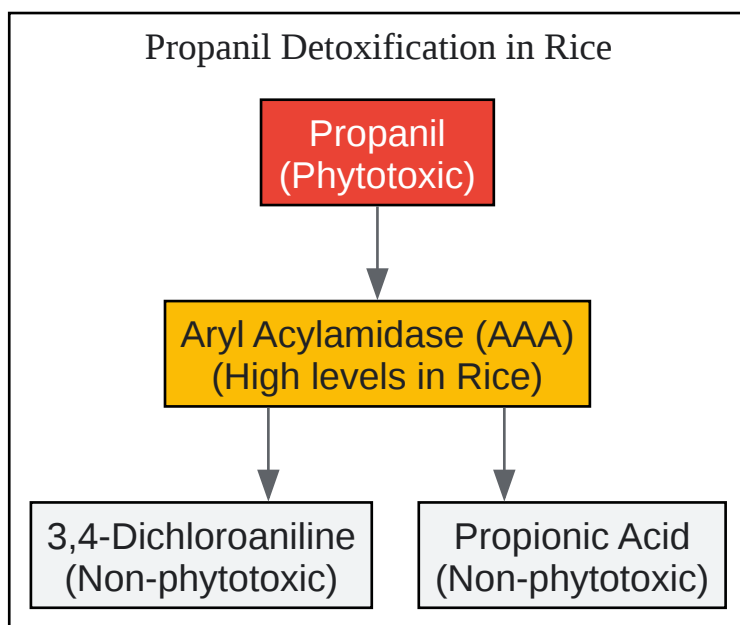 Propanil Detoxification in Rice
Propanil
(Phytotoxic)
Aryl Acylamidase (AAA)
(High levels in Rice)
3,4-Dichloroaniline
(Non-phytotoxic)
Propionic Acid
(Non-phytotoxic)